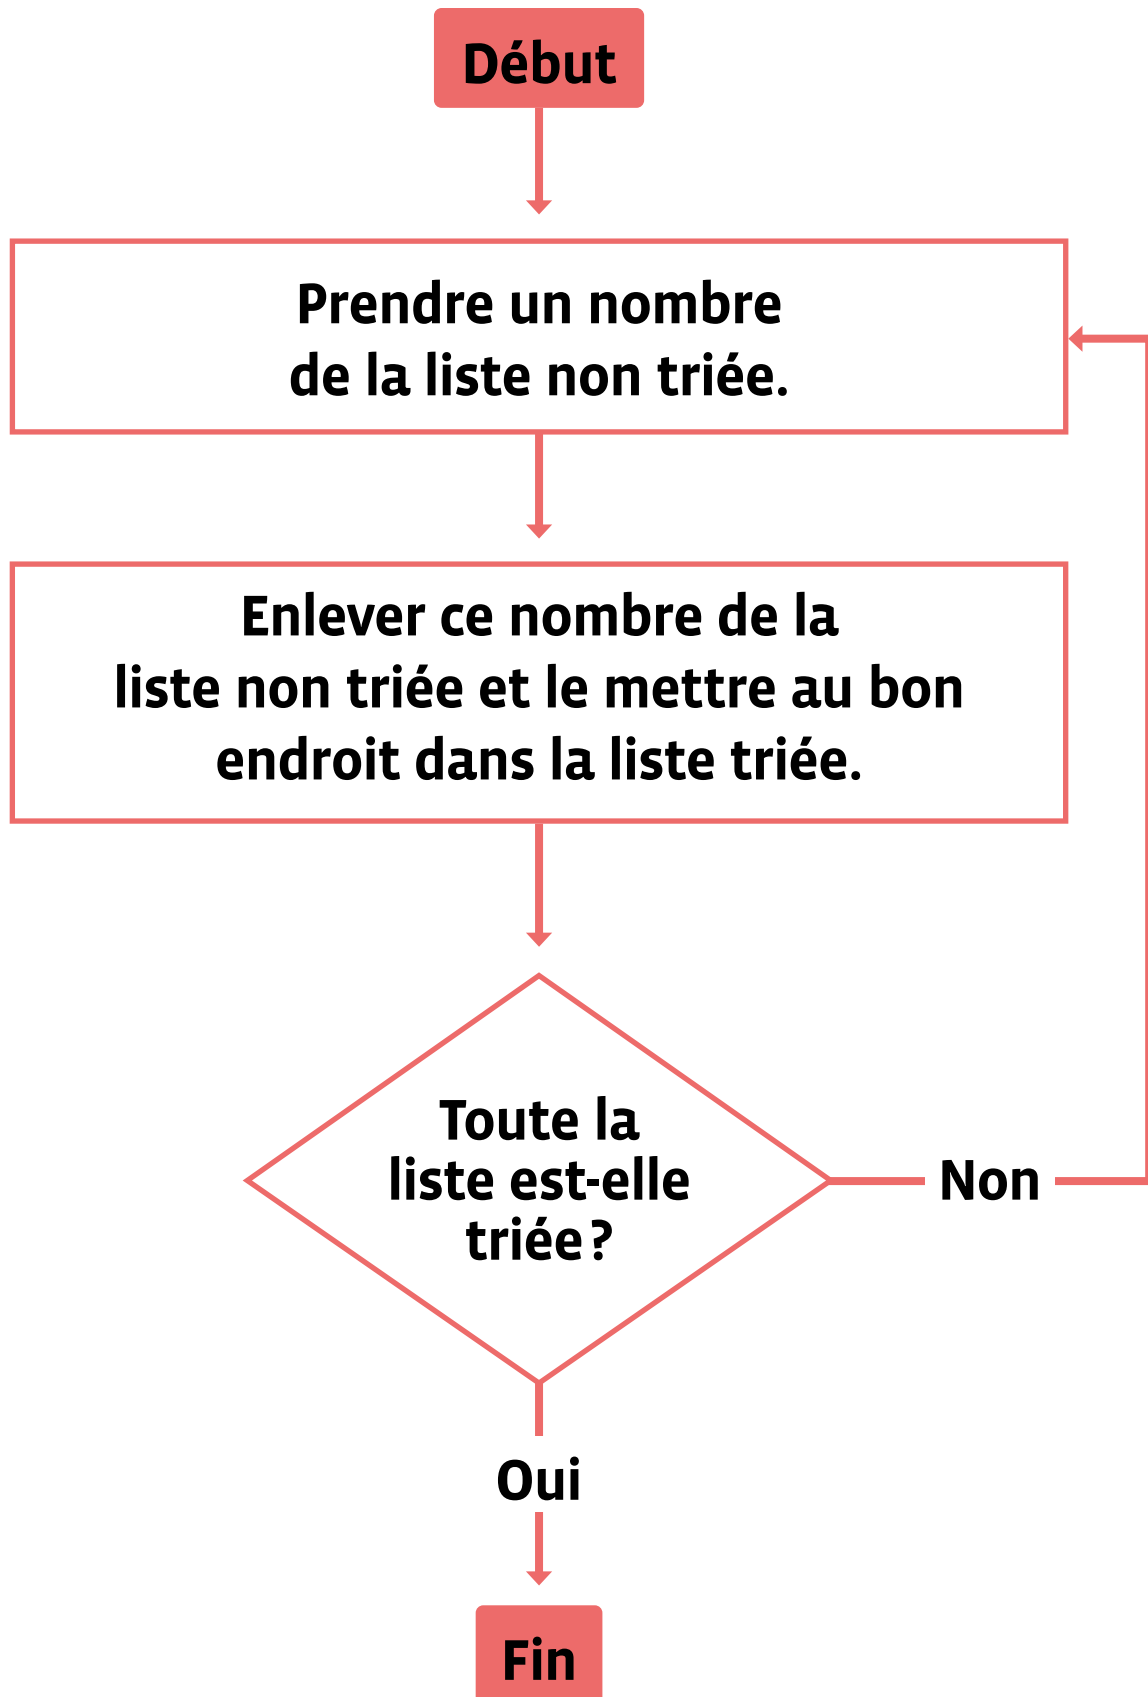 Début
Prendre un nombre
de la liste non triée.
Enlever ce nombre de la
liste non triée et le mettre au bon
endroit dans la liste triée.
Toute la
liste est-elle
triée ?
Non
Oui
Fin